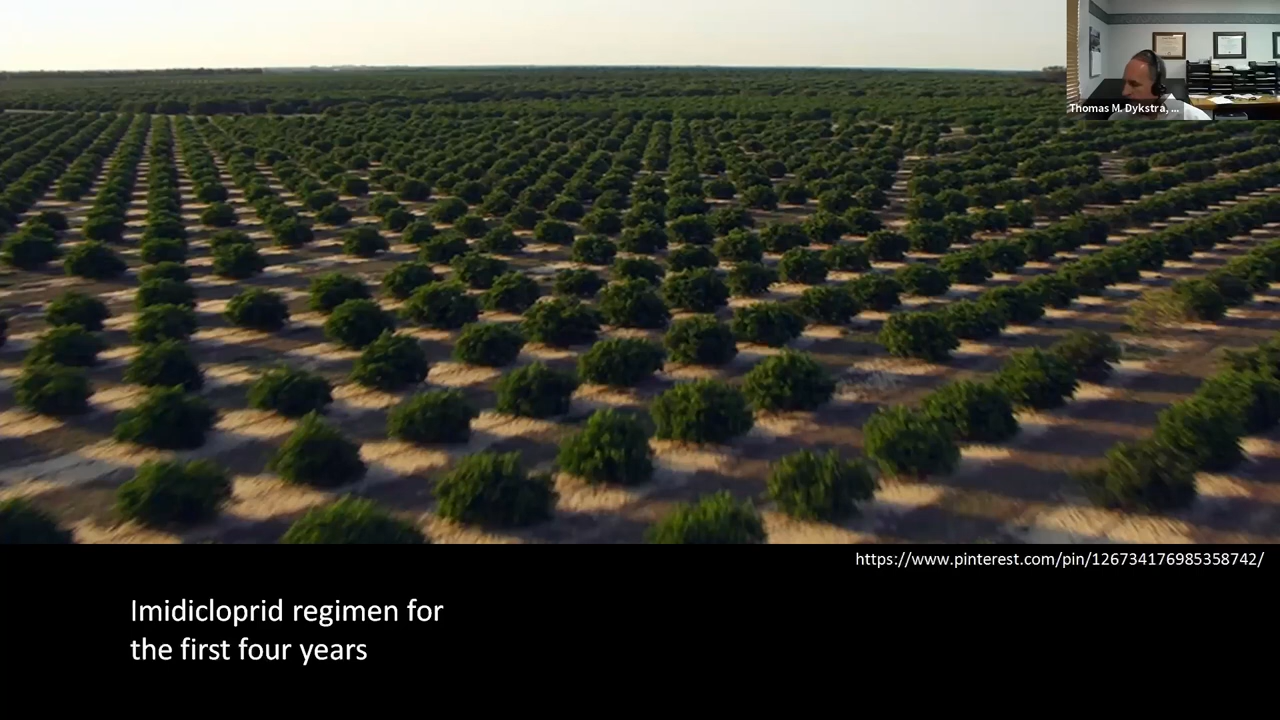 Thomas M. Dykstra, ...
https://www.pinterest.com/pin/126734176985358742/
Imidicloprid regimen for
the first four years